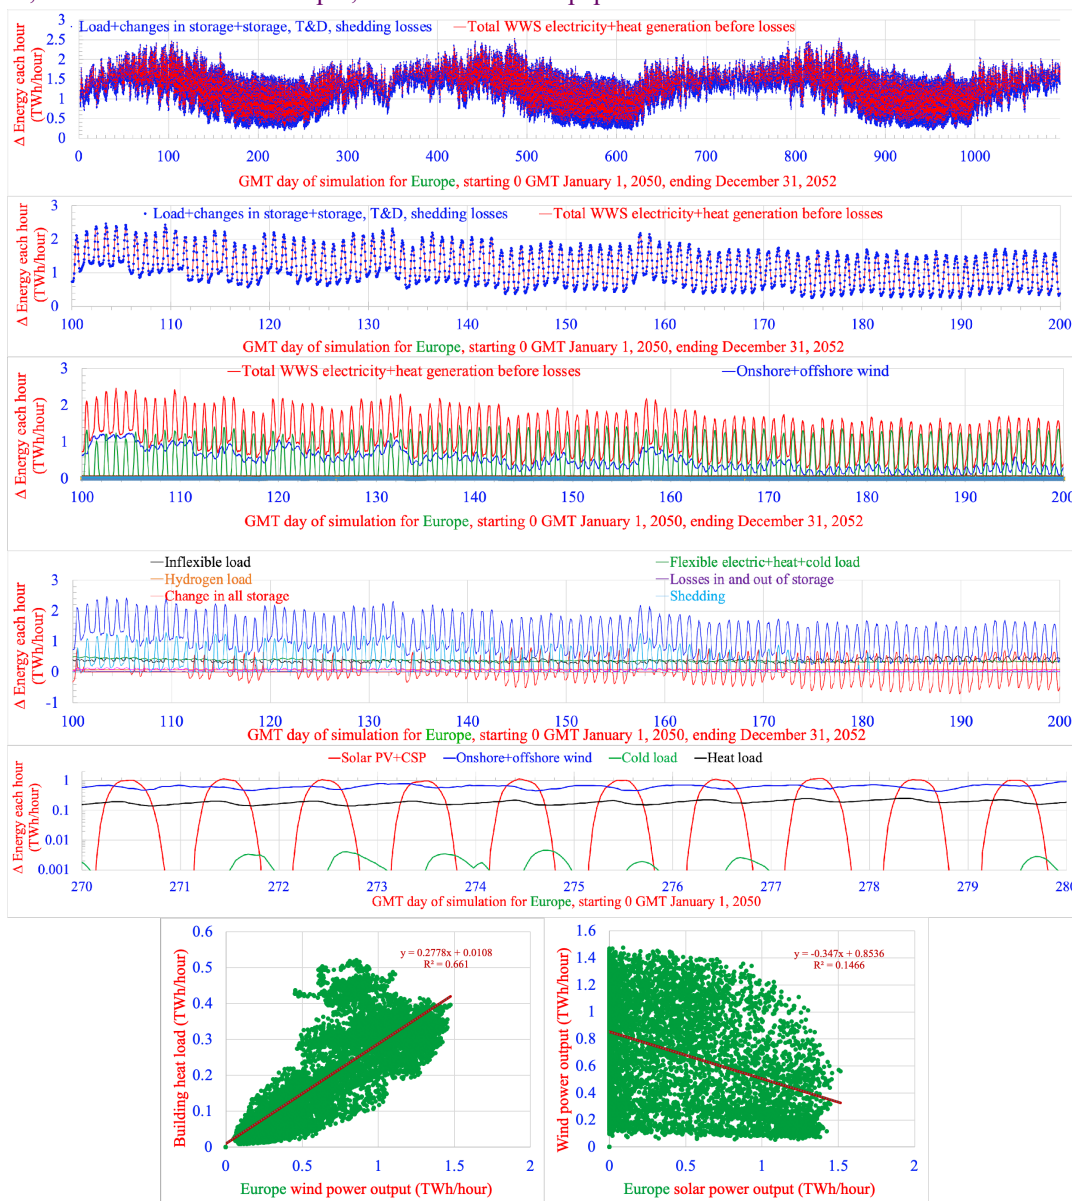 3
2.5
2
1.5
1
0.5
0
Δ Energy each hour
(TWh/hour)
Load+changes in storage+storage, T&D, shedding losses
Total WWS electricity+heat generation before losses
0 100 200 300 400 500 600 700 800 900 1000
GMT day of simulation for Europe, starting 0 GMT January 1, 2050, ending December 31, 2052
3
2
1
0
Δ Energy each hour
(TWh/hour)
Load+changes in storage+storage, T&D, shedding losses
Total WWS electricity+heat generation before losses
100 110 120 130 140 150 160 170 180 190 200
GMT day of simulation for Europe, starting 0 GMT January 1, 2050, ending December 31, 2052
3
2
1
0
Δ Energy each hour
(TWh/hour)
Total WWS electricity+heat generation before losses
Onshore+offshore wind
100 110 120 130 140 150 160 170 180 190 200
GMT day of simulation for Europe, starting 0 GMT January 1, 2050, ending December 31, 2052
Inflexible load
Flexible electric+heat+cold load
Hydrogen load
Losses in and out of storage
Change in all storage
Shedding
3
2
1
0
-1
Δ Energy each hour
(TWh/hour)
100 110 120 130 140 150 160 170 180 190 200
GMT day of simulation for Europe, starting 0 GMT January 1, 2050, ending December 31, 2052
Solar PV+CSP
Onshore+offshore wind
Cold load
Heat load
1
0.1
0.01
0.001
Δ Energy each hour
(TWh/hour)
270 271 272 273 274 275 276 277 278 279 280
GMT day of simulation for Europe, starting 0 GMT January 1, 2050
0.6
0.5
0.4
0.3
0.2
0.1
0
Building heat load (TWh/hour)
y = 0.2778x + 0.0108
R² = 0.661
0 0.5 1 1.5 2
Europe wind power output (TWh/hour)
1.6
1.4
1.2
1
0.8
0.6
0.4
0.2
0
Wind power output (TWh/hour)
y = -0.347x + 0.8536
R² = 0.1466
0 0.5 1 1.5 2
Europe solar power output (TWh/hour)